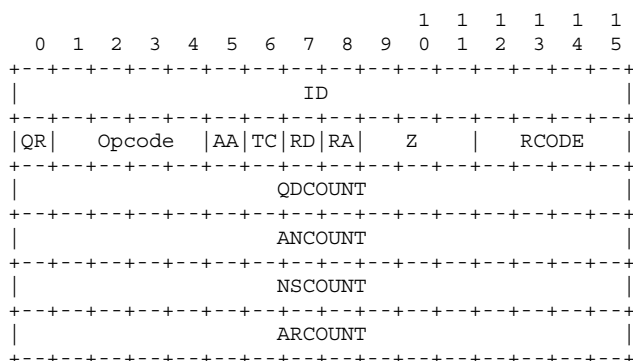 1  1  1  1  1  1
  0  1  2  3  4  5  6  7  8  9  0  1  2  3  4  5
+--+--+--+--+--+--+--+--+--+--+--+--+--+--+--+--+
|                      ID                       |
+--+--+--+--+--+--+--+--+--+--+--+--+--+--+--+--+
|QR|   Opcode  |AA|TC|RD|RA|   Z    |   RCODE   |
+--+--+--+--+--+--+--+--+--+--+--+--+--+--+--+--+
|                    QDCOUNT                    |
+--+--+--+--+--+--+--+--+--+--+--+--+--+--+--+--+
|                    ANCOUNT                    |
+--+--+--+--+--+--+--+--+--+--+--+--+--+--+--+--+
|                    NSCOUNT                    |
+--+--+--+--+--+--+--+--+--+--+--+--+--+--+--+--+
|                    ARCOUNT                    |
+--+--+--+--+--+--+--+--+--+--+--+--+--+--+--+--+